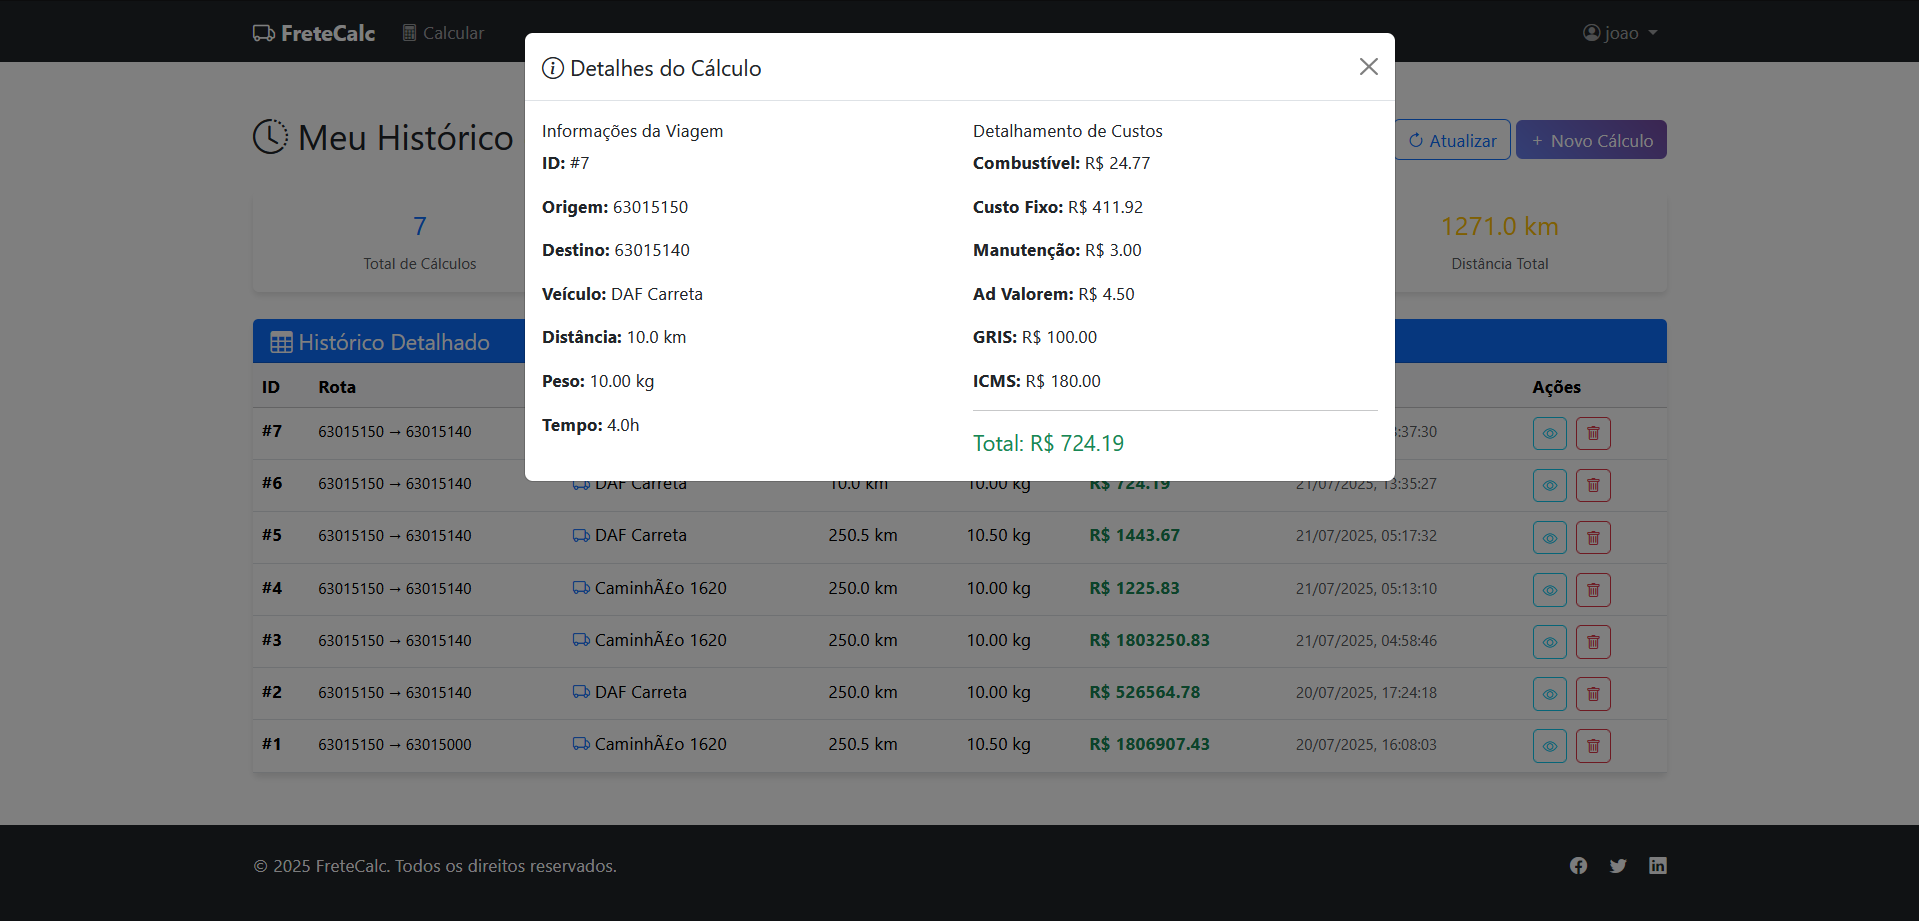 FreteCalc Calcular joao
Detalhes do Cálculo
Informações da Viagem
ID: #7
Origem: 63015150
Destino: 63015140
Veículo: DAF Carreta
Distância: 10.0 km
Peso: 10.00 kg
Tempo: 4.0h
Detalhamento de Custos
Combustível: R$ 24.77
Custo Fixo: R$ 411.92
Manutenção: R$ 3.00
Ad Valorem: R$ 4.50
GRIS: R$ 100.00
ICMS: R$ 180.00
Total: R$ 724.19
Meu Histórico
Atualizar + Novo Cálculo
7
Total de Cálculos
1271.0 km
Distância Total
Histórico Detalhado
ID Rota Ações
#7 63015150 → 63015140 :37:30
#6 63015150 → 63015140 DAF Carreta 10.0 km 10.00 kg R$ 724.19 21/07/2025, 13:35:27
#5 63015150 → 63015140 DAF Carreta 250.5 km 10.50 kg R$ 1443.67 21/07/2025, 05:17:32
#4 63015150 → 63015140 CaminhÃ£o 1620 250.0 km 10.00 kg R$ 1225.83 21/07/2025, 05:13:10
#3 63015150 → 63015140 CaminhÃ£o 1620 250.0 km 10.00 kg R$ 1803250.83 21/07/2025, 04:58:46
#2 63015150 → 63015140 DAF Carreta 250.0 km 10.00 kg R$ 526564.78 20/07/2025, 17:24:18
#1 63015150 → 63015000 CaminhÃ£o 1620 250.5 km 10.50 kg R$ 1806907.43 20/07/2025, 16:08:03
© 2025 FreteCalc. Todos os direitos reservados.